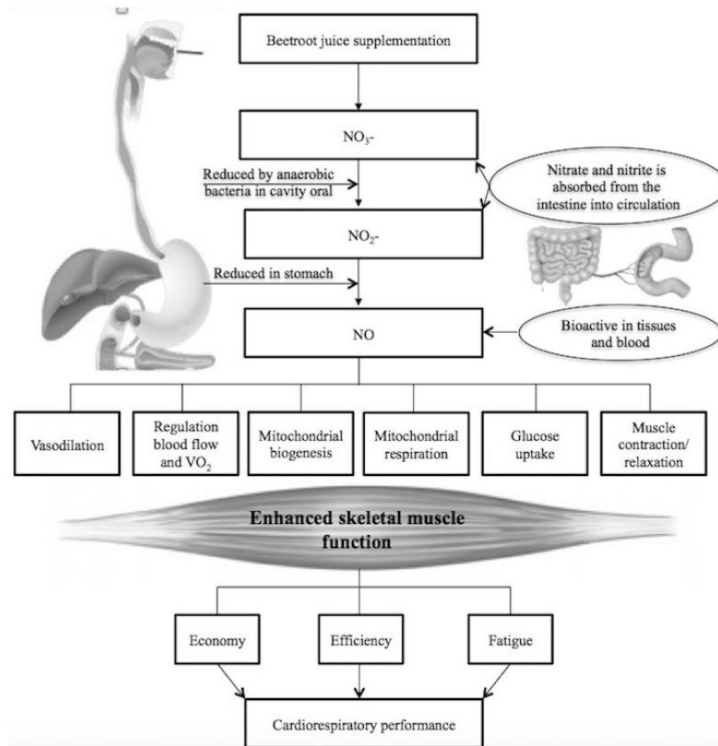 Beetroot juice supplementation
NO₃-
Reduced by anaerobic
bacteria in cavity oral
Nitrate and nitrite is
absorbed from the
intestine into circulation
NO₂-
Reduced in stomach
NO
Bioactive in tissues
and blood
Vasodilation
Regulation
blood flow
and VO₂
Mitochondrial
biogenesis
Mitochondrial
respiration
Glucose
uptake
Muscle
contraction/
relaxation
Enhanced skeletal muscle
function
Economy
Efficiency
Fatigue
Cardiorespiratory performance